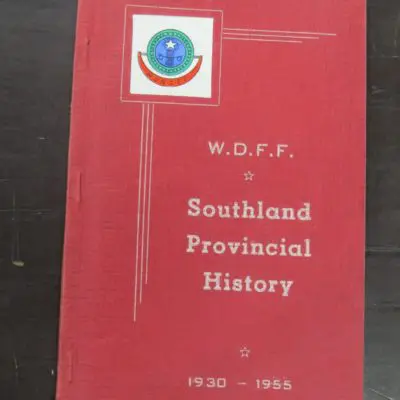 W.D.F.F.
Southland
Provincial
History
1930 - 1955